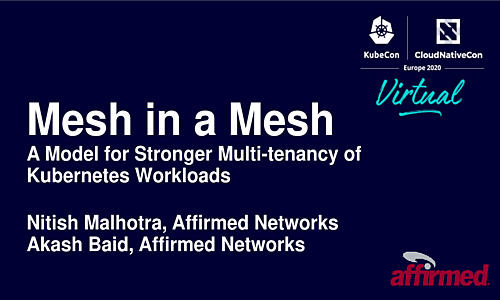 KubeCon
CloudNativeCon
Europe 2020
Virtual
Mesh in a Mesh
A Model for Stronger Multi-tenancy of
Kubernetes Workloads
Nitish Malhotra, Affirmed Networks
Akash Baid, Affirmed Networks
affirmed